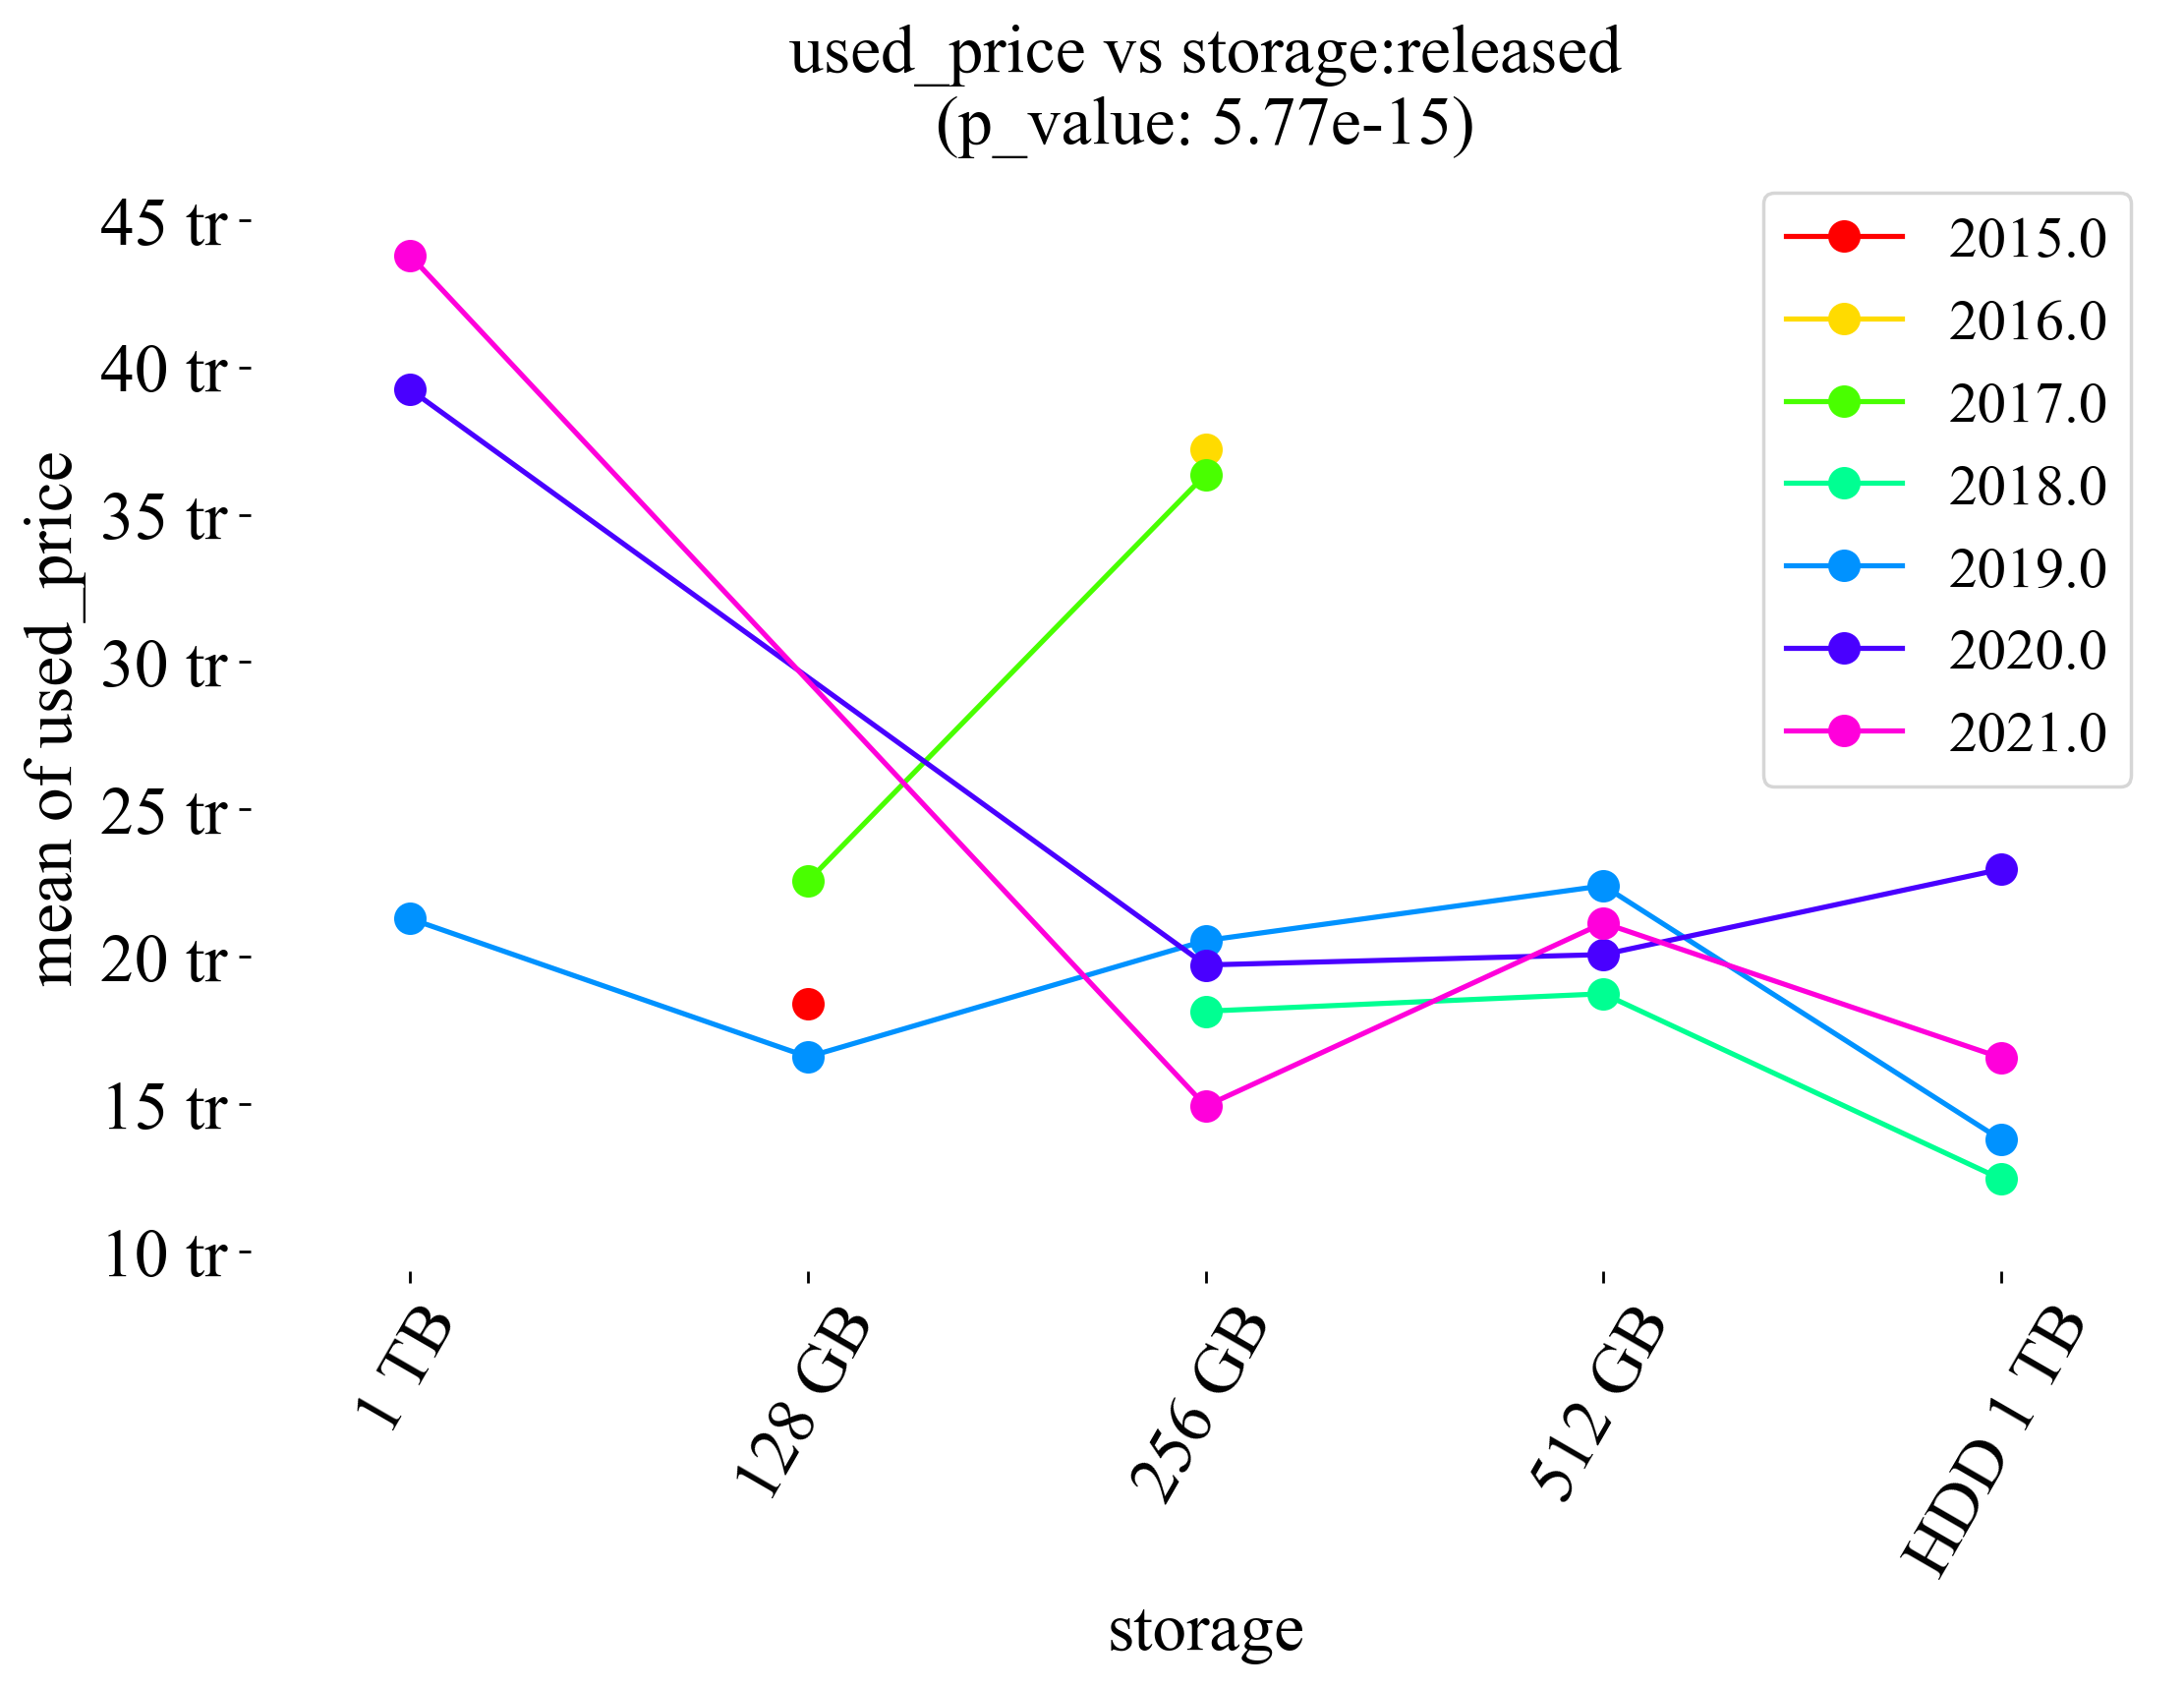 used_price vs storage:released
(p_value: 5.77e-15)
mean of used_price
45 tr
40 tr
35 tr
30 tr
25 tr
20 tr
15 tr
10 tr
2015.0
2016.0
2017.0
2018.0
2019.0
2020.0
2021.0
1 TB
128 GB
256 GB
512 GB
HDD 1 TB
storage